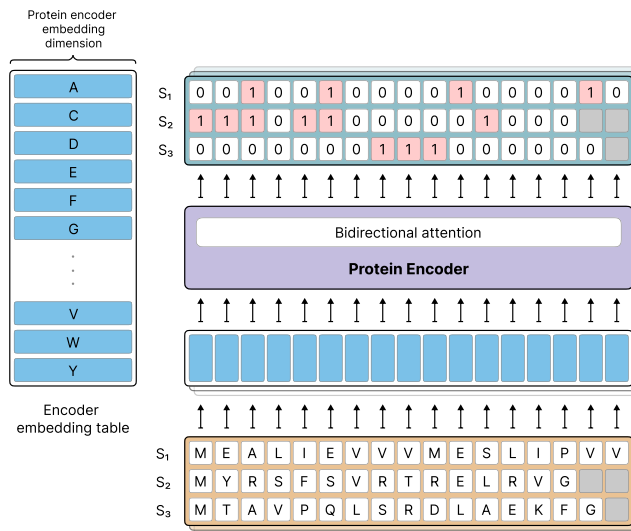 Protein encoder
embedding
dimension
A
C
D
E
F
G
.
.
.
V
W
Y
Encoder
embedding table
S₁ 0 0 1 0 0 1 0 0 0 0 1 0 0 0 0 1 0
S₂ 1 1 1 0 1 1 0 0 0 0 0 1 0 0 0
S₃ 0 0 0 0 0 0 0 1 1 1 0 0 0 0 0 0
Bidirectional attention
Protein Encoder
S₁ M E A L I E V V V M E S L I P V V
S₂ M Y R S F S V R T R E L R V G
S₃ M T A V P Q L S R D L A E K F G